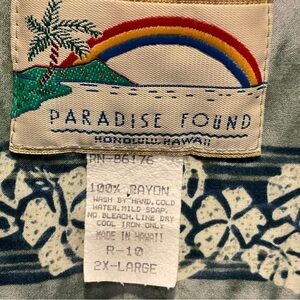 PARADISE FOUND
HONOLULU, HAWAII
RN-86176
100% RAYON
WASH BY HAND, COLD
WATER, MILD SOAP,
NO BLEACH, LINE DRY
COOL IRON ONLY
MADE IN HAWAII
P-10
2X-LARGE